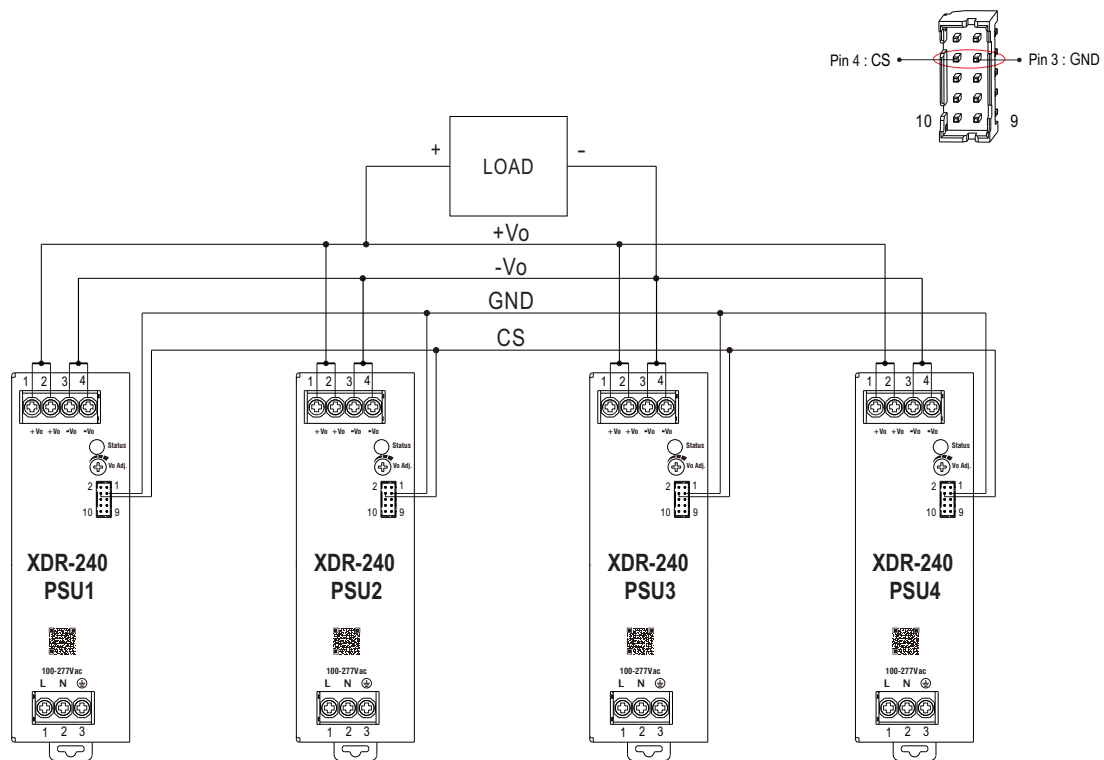 Pin 4 : CS
Pin 3 : GND
10 9
+ LOAD -
+Vo
-Vo
GND
CS
1 2 3 4
+Vo +Vo -Vo -Vo
Status
Vo Adj.
2 1
10 9
XDR-240
PSU1
100-277Vac
L N
1 2 3
1 2 3 4
+Vo +Vo -Vo -Vo
Status
Vo Adj.
2 1
10 9
XDR-240
PSU2
100-277Vac
L N
1 2 3
1 2 3 4
+Vo +Vo -Vo -Vo
Status
Vo Adj.
2 1
10 9
XDR-240
PSU3
100-277Vac
L N
1 2 3
1 2 3 4
+Vo +Vo -Vo -Vo
Status
Vo Adj.
2 1
10 9
XDR-240
PSU4
100-277Vac
L N
1 2 3